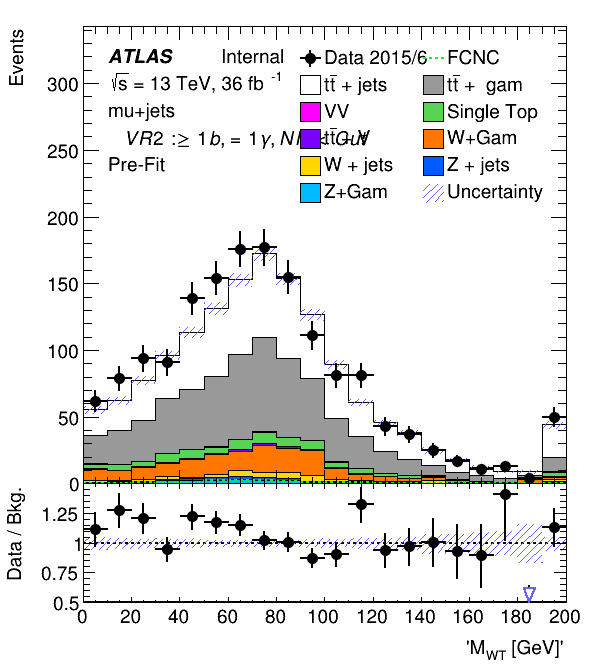 Events
ATLAS Internal
√s = 13 TeV, 36 fb⁻¹
mu+jets
VR2 :≥ 1b, = 1γ,
Pre-Fit
Data 2015/6 FCNC
tt̄ + jets tt̄ + gam
VV Single Top
W+Gam
W + jets Z + jets
Z+Gam Uncertainty
300
250
200
150
100
50
0
Data / Bkg.
1.25
1
0.75
0.5
0 20 40 60 80 100 120 140 160 180 200
'M_WT [GeV]'